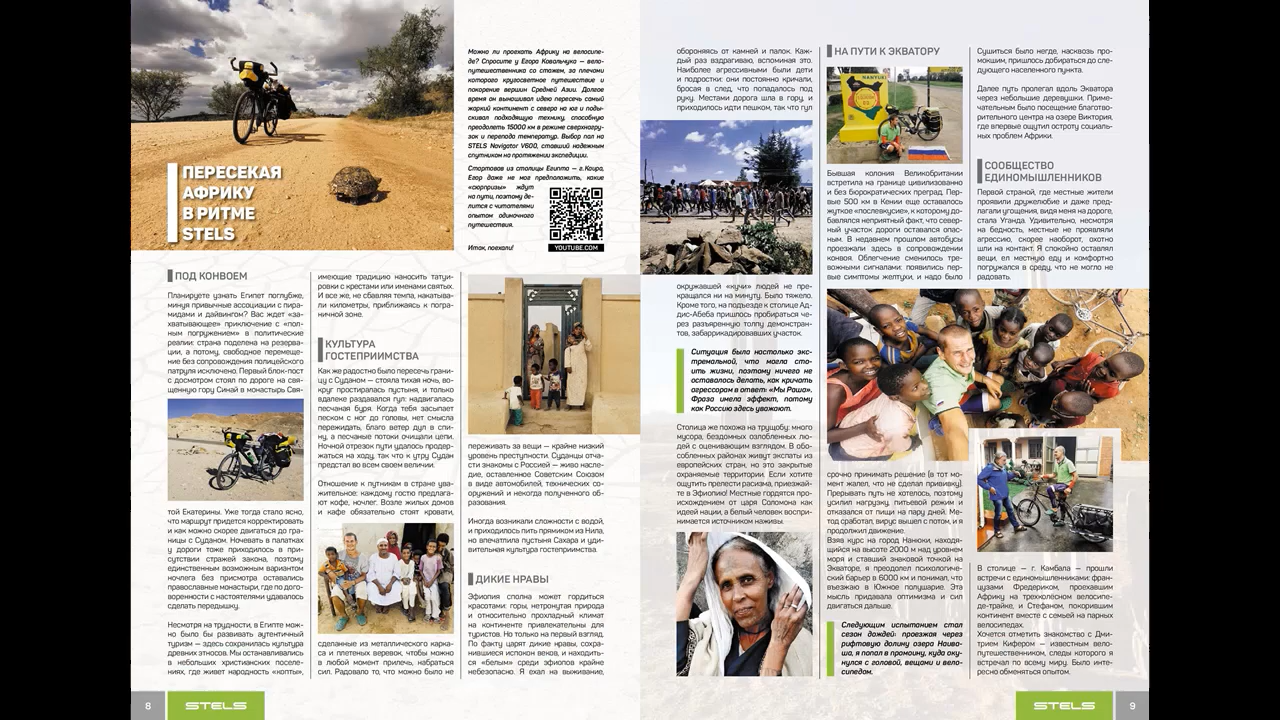 ПЕРЕСЕКАЯ
АФРИКУ
В РИТМЕ
STELS
Можно ли проехать Африку на велосипе-
де? Спросите у Егора Ковальчука — вело-
путешественника со стажем, за плечами
которого кругосветное путешествие и
покорение вершин Средней Азии. Долгое
время он вынашивал идею пересечь самый
жаркий континент с севера на юг и подыс-
кивал подходящую технику, способную
преодолеть 15000 км в режиме сверхнагру-
зок и перепада температур. Выбор пал на
STELS Navigator V600, ставший надежным
спутником на протяжении экспедиции.
Стартовав из столицы Египта — г. Каира,
Егор даже не мог предположить, какие
«сюрпризы» ждут
на пути, поэтому де-
лится с читателями
опытом одиночного
путешествия.
Итак, поехали!
YOUTUBE.COM
ПОД КОНВОЕМ
Планируете узнать Египет поглубже,
минуя привычные ассоциации с пира-
мидами и дайвингом? Вас ждет «за-
хватывающее» приключение с «пол-
ным погружением» в политические
реалии: страна поделена на резерва-
ции, а потому, свободное перемеще-
ние без сопровождения полицейского
патруля исключено. Первый блок-пост
с досмотром стоял по дороге на Свя-
щенную гору Синай в монастырь Свя-
той Екатерины. Уже тогда стало ясно,
что маршрут придется корректировать
и как можно скорее двигаться до гра-
ницы с Суданом. Ночевать в палатках
у дороги тоже приходилось в при-
сутствии стражей закона, поэтому
единственным возможным вариантом
ночлега без присмотра оставались
православные монастыри, где по дого-
воренности с настоятелями удавалось
сделать передышку.
Несмотря на трудности, в Египте мож-
но было бы развивать аутентичный
туризм — здесь сохранилась культура
древних этносов. Мы останавливались
в небольших христианских поселе-
ниях, где живет народность «копты»,
имеющие традицию наносить татуи-
ровки с крестами или именами святых.
И все же, не сбавляя темпа, накатыва-
ли километры, приближаясь к погра-
ничной зоне.
КУЛЬТУРА
ГОСТЕПРИИМСТВА
Как же радостно было пересечь грани-
цу с Суданом — стояла тихая ночь, во-
круг простиралась пустыня, и только
вдалеке раздавался гул: надвигалась
песчаная буря. Когда тебя засыпает
песком с ног до головы, нет смысла
пережидать, благо ветер дул в спи-
ну, а песчаные потоки очищали цепи.
Ночной отрезок пути удалось продер-
жаться на ходу, так что к утру Судан
предстал во всем своем величии.
Отношение к путникам в стране ува-
жительное: каждому гостю предлага-
ют кофе, ночлег. Возле жилых домов
и кафе обязательно стоят кровати,
сделанные из металлического карка-
са и плетеных веревок, чтобы можно
в любой момент прилечь, набраться
сил. Радовало то, что можно было не
переживать за вещи — крайне низкий
уровень преступности. Суданцы отча-
сти знакомы с Россией — живо насле-
дие, оставленное Советским Союзом
в виде автомобилей, технических со-
оружений и некогда полученного об-
разования.
Иногда возникали сложности с водой,
и приходилось пить прямиком из Нила,
но впечатлила пустыня Сахара и уди-
вительная культура гостеприимства.
ДИКИЕ НРАВЫ
Эфиопия сполна может гордиться
красотами: горы, нетронутая природа
и относительно прохладный климат
на континенте привлекательны для
туристов. Но только на первый взгляд.
По факту царят дикие нравы, сохра-
нившиеся испокон веков, и находить-
ся «белым» среди эфиопов крайне
небезопасно. Я ехал на выживание,
8
STELS
обороняясь от камней и палок. Каж-
дый раз вздрагиваю, вспоминая это.
Наиболее агрессивными были дети
и подростки: они постоянно кричали,
бросая в след, что попадалось под
руку. Местами дорога шла в гору, и
приходилось идти пешком, так что гул
окружавшей «кучи» людей не пре-
кращался ни на минуту. Было тяжело.
Кроме того, на подъезде к столице Ад-
дис-Абеба пришлось пробираться че-
рез разъяренную толпу демонстран-
тов, забаррикадировавших участок.
Ситуация была настолько экс-
тремальной, что могла сто-
ить жизни, поэтому ничего не
оставалось делать, как кричать
агрессорам в ответ: «Мы Раша».
Фраза имела эффект, потому
как Россию здесь уважают.
Столица же похожа на трущобу: много
мусора, бездомных озлобленных лю-
дей с оценивающим взглядом. В обо-
собленных районах живут экспаты из
европейских стран, но это закрытые
охраняемые территории. Если хотите
ощутить прелести расизма, приезжай-
те в Эфиопию! Местные гордятся про-
исхождением от царя Соломона как
идеей нации, а белый человек воспри-
нимается источником наживы.
НА ПУТИ К ЭКВАТОРУ
NANYUKI
Бывшая колония Великобритании
встретила на границе цивилизованно
и без бюрократических преград. Пер-
вые 500 км в Кении еще оставалось
жуткое «послевкусие», к которому до-
бавлялся неприятный факт, что север-
ный участок дороги оставался опас-
ным. В недавнем прошлом автобусы
проезжали здесь в сопровождении
конвоя. Облегчение сменилось тре-
вожными сигналами: появились пер-
вые симптомы желтухи, и надо было
срочно принимать решение (в тот мо-
мент жалел, что не сделал прививку).
Прерывать путь не хотелось, поэтому
усилил нагрузку, питьевой режим и
отказался от пищи на пару дней. Ме-
тод сработал, вирус вышел с потом, и я
продолжил движение.
Взяв курс на город Нанюки, находя-
щийся на высоте 2000 м над уровнем
моря и ставший знаковой точкой на
Экваторе, я преодолел психологиче-
ский барьер в 6000 км и понимал, что
въезжаю в Южное полушарие. Эта
мысль придавала оптимизма и сил
двигаться дальше.
Следующим испытанием стал
сезон дождей: проезжая через
рифтовую долину озера Найва-
ша, я попал в промоину, куда оку-
нулся с головой, вещами и вело-
сипедом.
Сушиться было негде, насквозь про-
мокшим, пришлось добираться до сле-
дующего населенного пункта.
Далее путь пролегал вдоль Экватора
через небольшие деревушки. Приме-
чательным было посещение благотво-
рительного центра на озере Виктория,
где впервые ощутил остроту социаль-
ных проблем Африки.
СООБЩЕСТВО
ЕДИНОМЫШЛЕННИКОВ
Первой страной, где местные жители
проявили дружелюбие и даже пред-
лагали угощения, видя меня на дороге,
стала Уганда. Удивительно, несмотря
на бедность, местные не проявляли
агрессию, скорее наоборот, охотно
шли на контакт. Я спокойно оставлял
вещи, ел местную еду и комфортно
погружался в среду, что не могло не
радовать.
В столице — г. Камбала — прошли
встречи с единомышленниками: фран-
цузами Фредериком, проехавшим
Африку на трехколёсном велосипе-
де-трайке, и Стефаном, покорившим
континент вместе с семьей на парных
велосипедах.
Хочется отметить знакомство с Дми-
трием Кифером — известным вело-
путешественником, следы которого я
встречал по всему миру. Было инте-
ресно обменяться опытом.
STELS
9